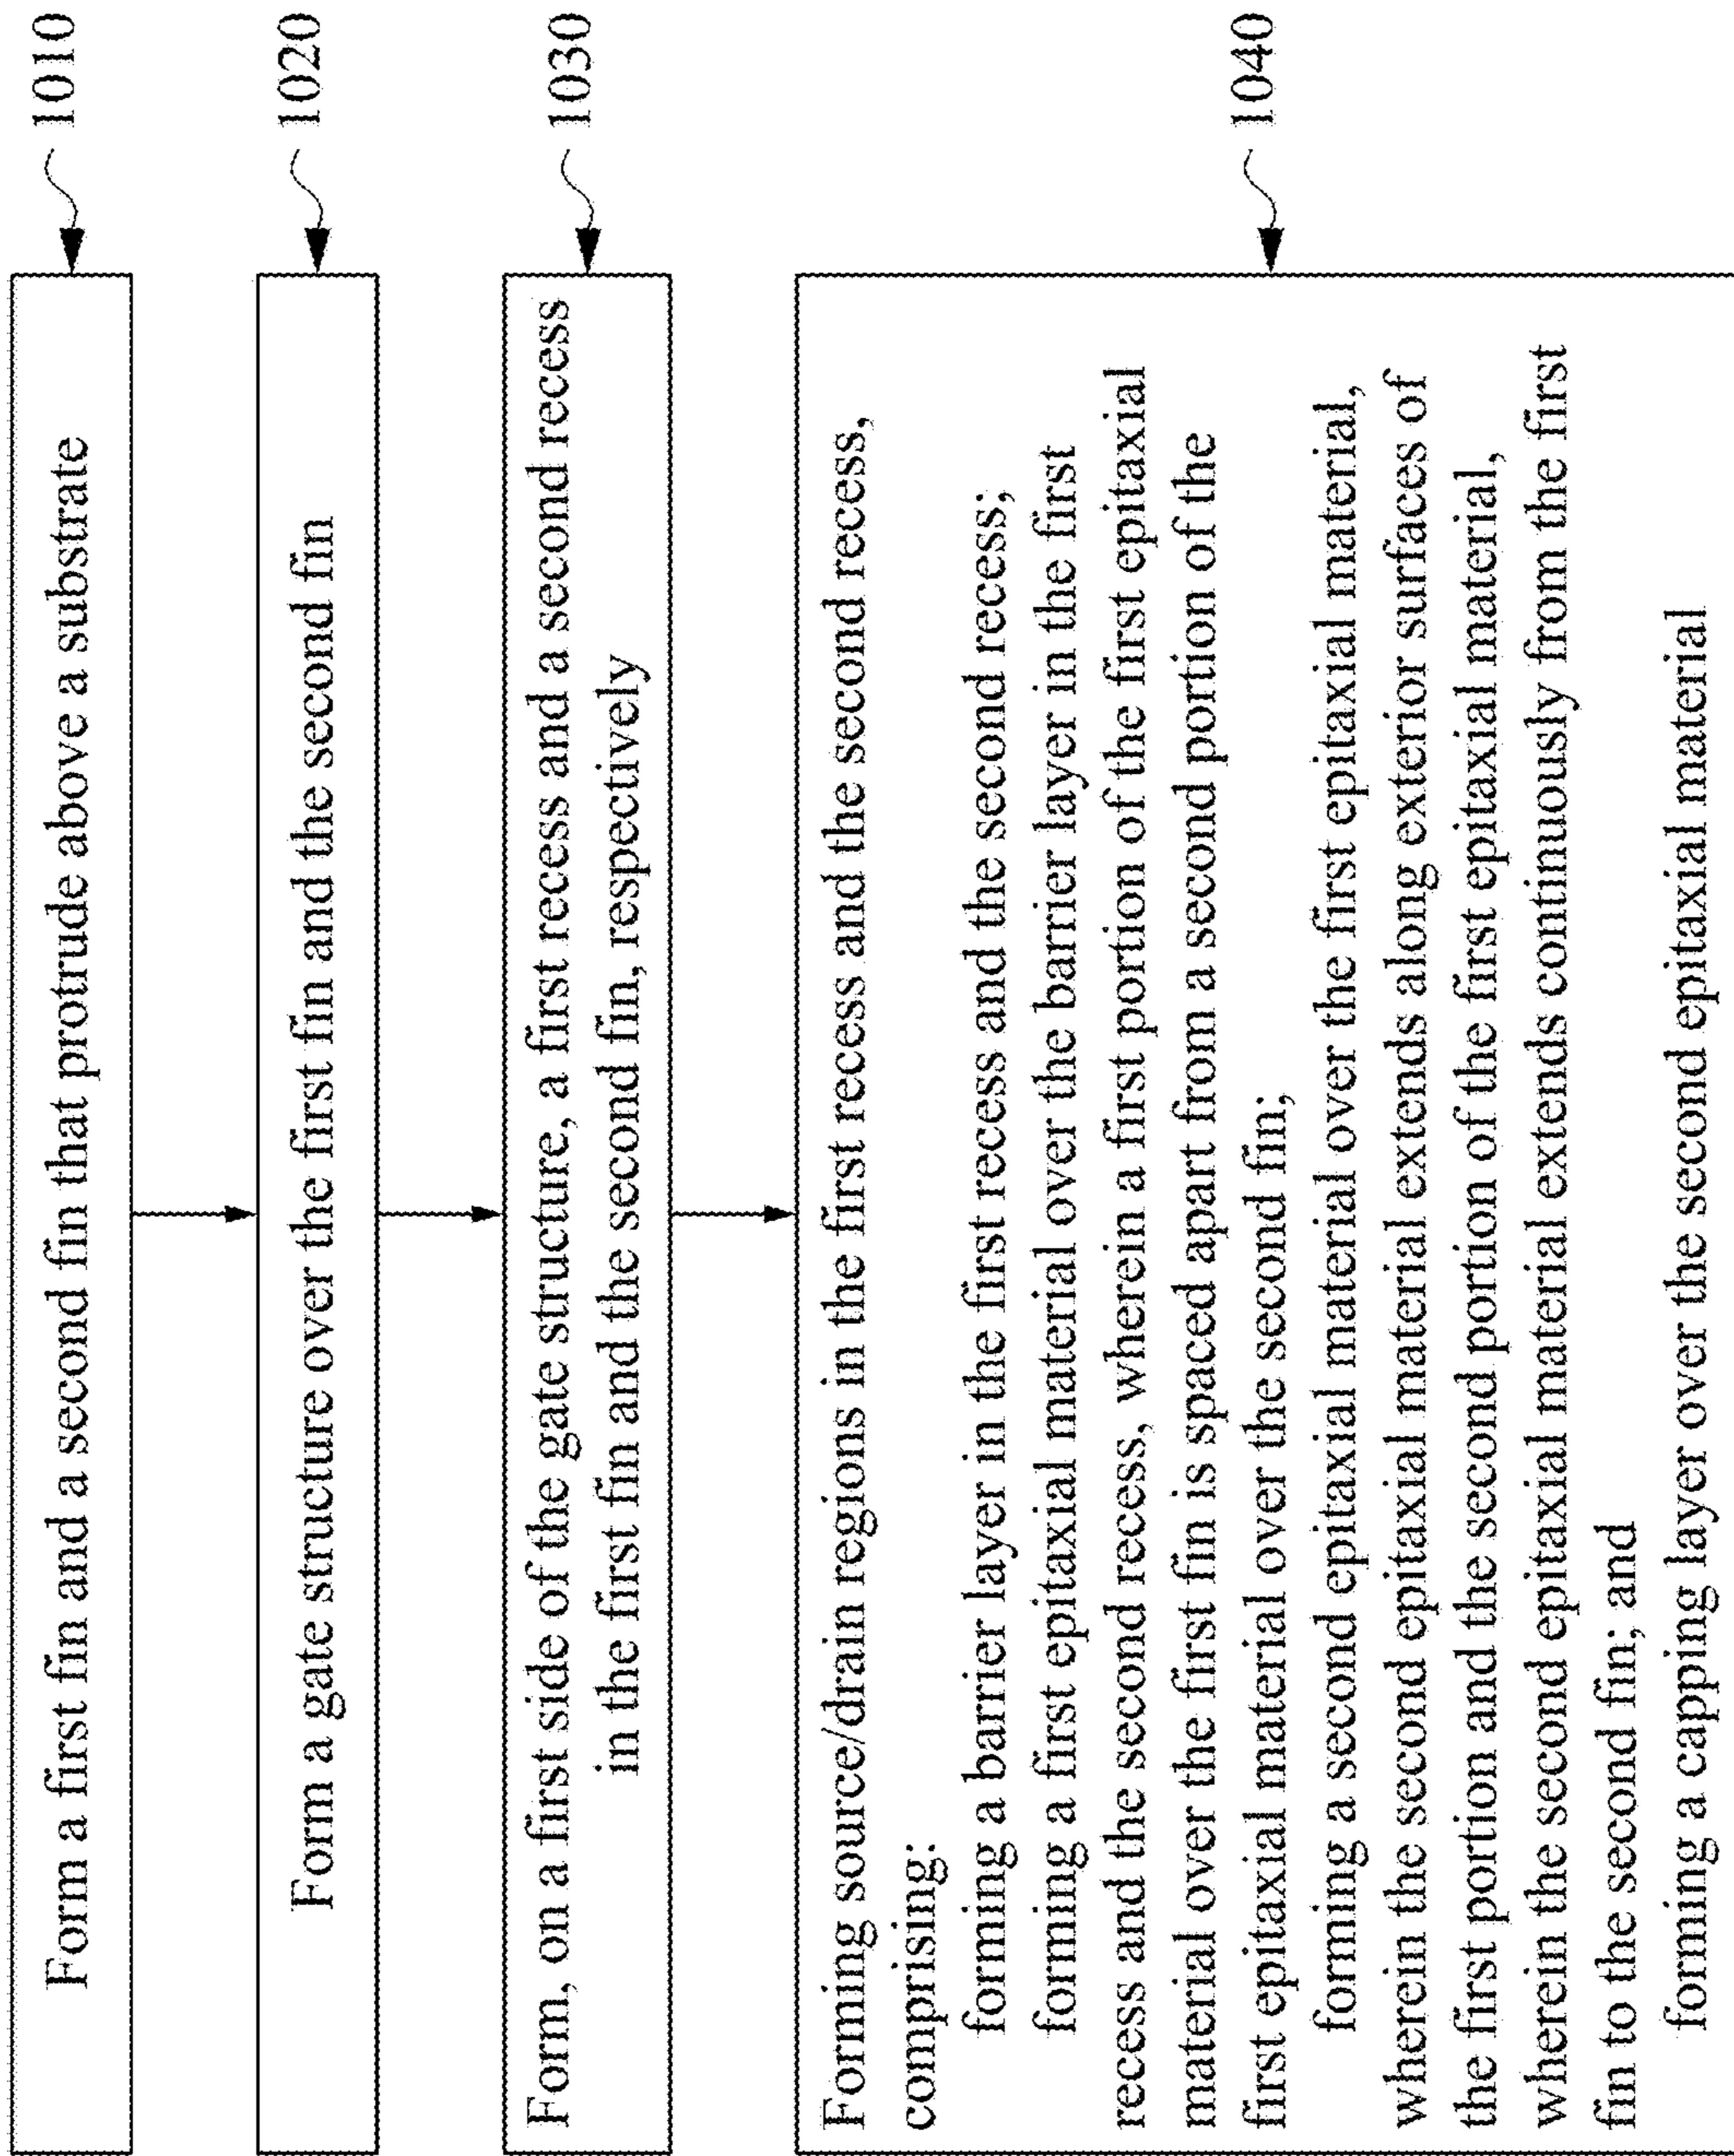 1010
Form a first fin and a second fin that protrude above a substrate
1020
Form a gate structure over the first fin and the second fin
1030
Form, on a first side of the gate structure, a first recess and a second recess
in the first fin and the second fin, respectively
1040
Forming source/drain regions in the first recess and the second recess,
comprising:
forming a barrier layer in the first recess and the second recess;
forming a first epitaxial material over the barrier layer in the first
recess and the second recess, wherein a first portion of the first epitaxial
material over the first fin is spaced apart from a second portion of the
first epitaxial material over the second fin;
forming a second epitaxial material over the first epitaxial material,
wherein the second epitaxial material extends along exterior surfaces of
the first portion and the second portion of the first epitaxial material,
wherein the second epitaxial material extends continuously from the first
fin to the second fin; and
forming a capping layer over the second epitaxial material